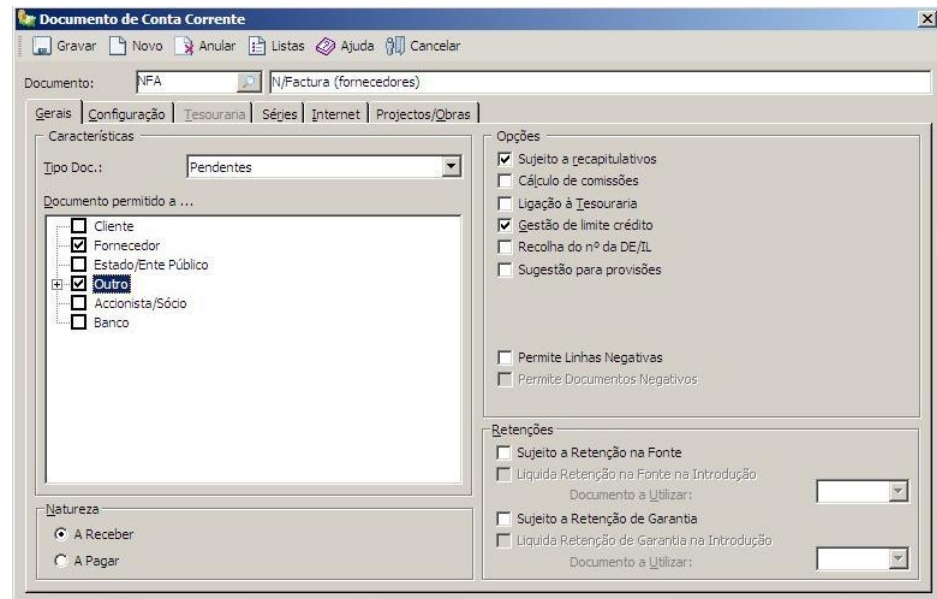 Documento de Conta Corrente
Gravar Novo Anular Listas Ajuda Cancelar
Documento: NFA N/Factura (fornecedores)
Gerais Configuração Tesouraria Séries Internet Projectos/Obras
Características
Tipo Doc.: Pendentes
Documento permitido a ...
Cliente
Fornecedor
Estado/Ente Público
Outro
Accionista/Sócio
Banco
Natureza
A Receber
A Pagar
Opções
Sujeito a recapitulativos
Cálculo de comissões
Ligação à Tesouraria
Gestão de limite crédito
Recolha do nº da DE/IL
Sugestão para provisões
Permite Linhas Negativas
Permite Documentos Negativos
Retenções
Sujeito a Retenção na Fonte
Liquida Retenção na Fonte na Introdução
Documento a Utilizar:
Sujeito a Retenção de Garantia
Liquida Retenção de Garantia na Introdução
Documento a Utilizar: